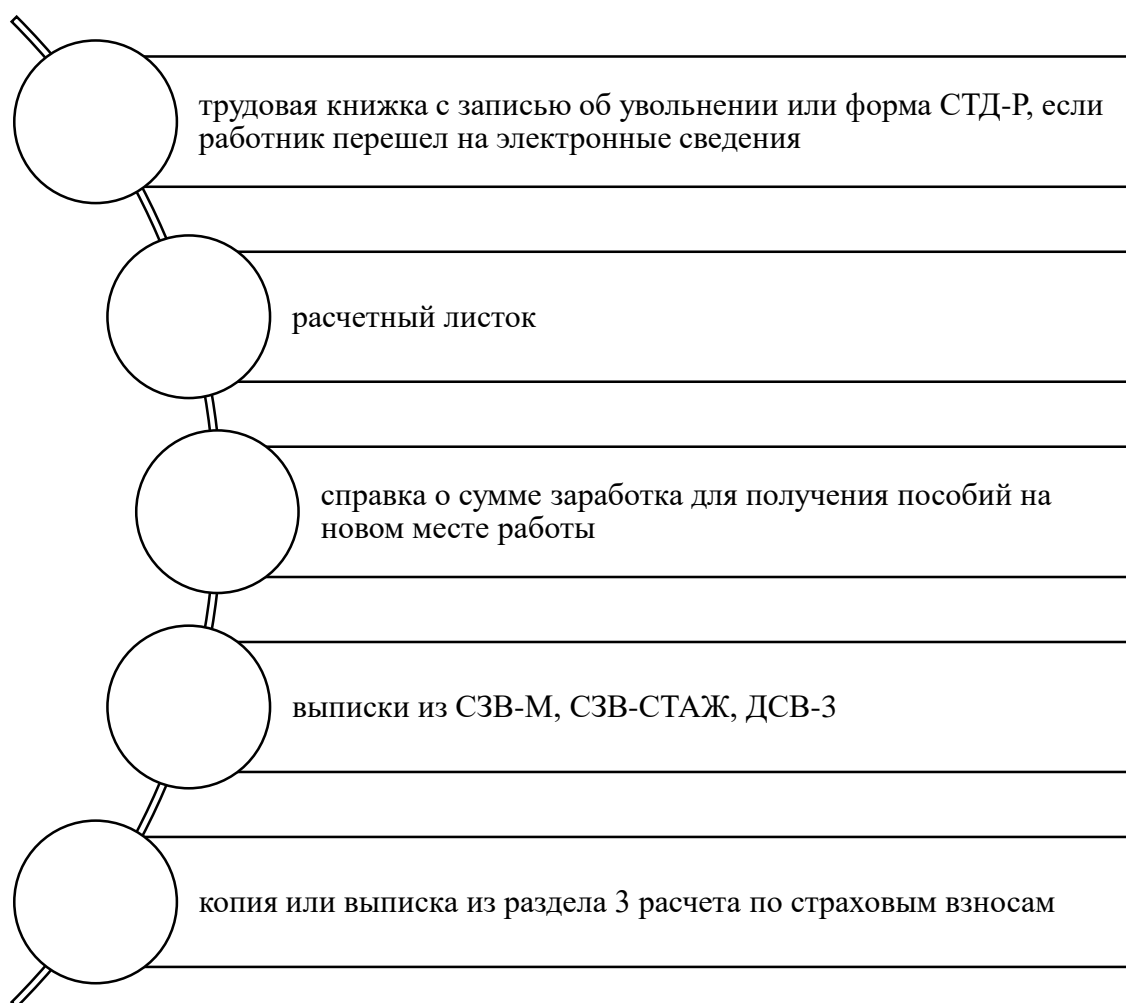 трудовая книжка с записью об увольнении или форма СТД-Р, если
работник перешел на электронные сведения
расчетный листок
справка о сумме заработка для получения пособий на
новом месте работы
выписки из СЗВ-М, СЗВ-СТАЖ, ДСВ-3
копия или выписка из раздела 3 расчета по страховым взносам